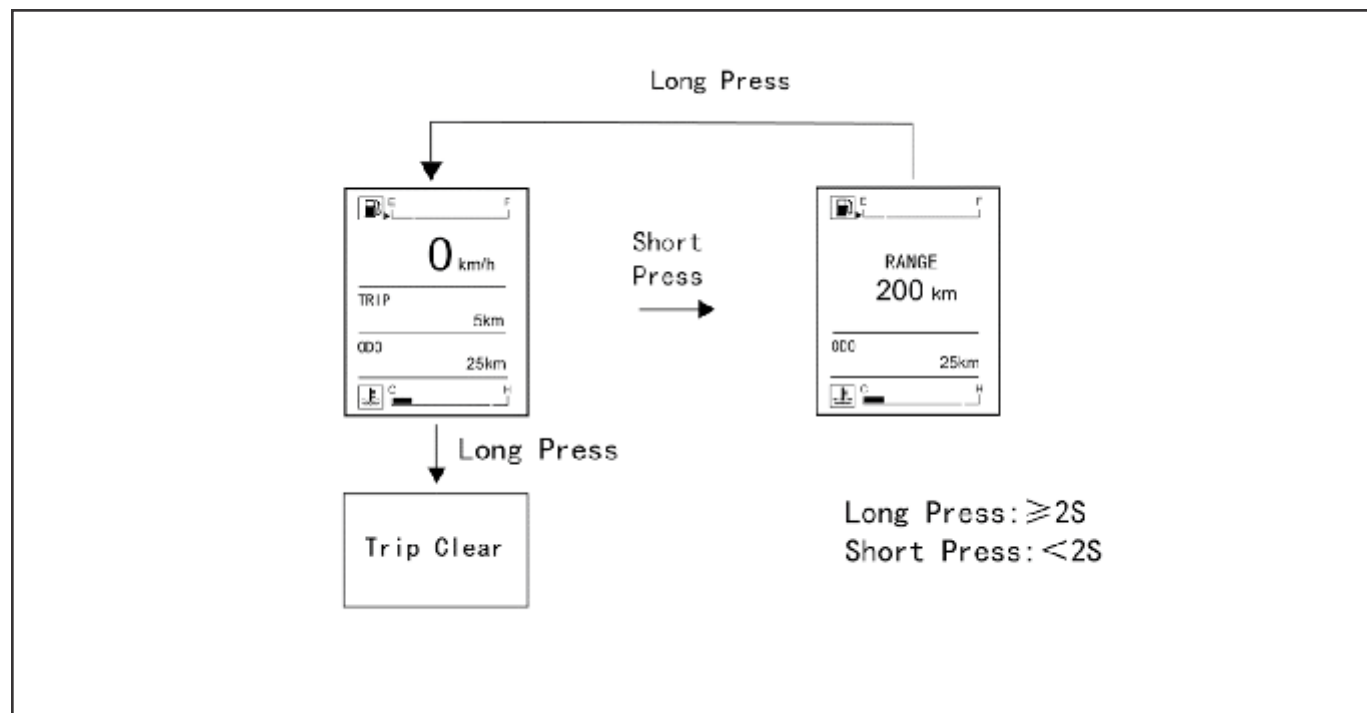 Long Press
E F
0 km/h
TRIP
5km
ODO
25km
C H
Short
Press
E F
RANGE
200 km
ODO
25km
C H
Long Press
Trip Clear
Long Press:≥2S
Short Press:<2S